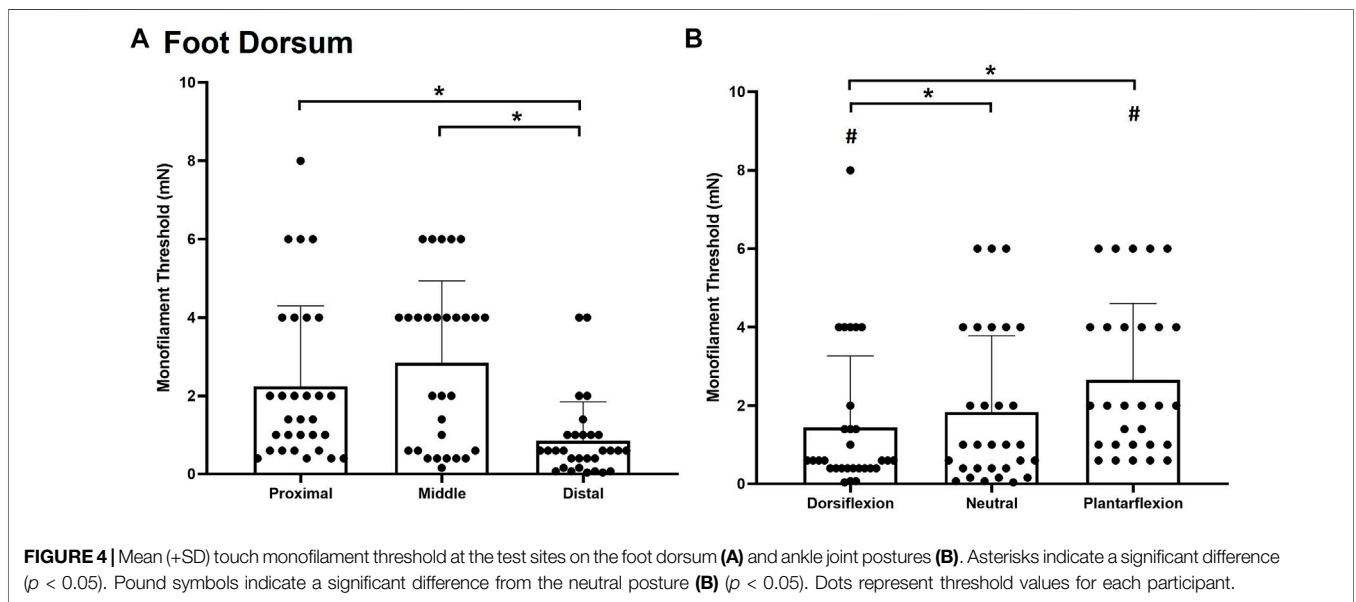 A Foot Dorsum
B
*
*
10
8
6
4
2
0
Monofilament Threshold (mN)
Proximal
Middle
Distal
*
*
#
#
10
8
6
4
2
0
Monofilament Threshold (mN)
Dorsiflexion
Neutral
Plantarflexion
FIGURE 4 | Mean (+SD) touch monofilament threshold at the test sites on the foot dorsum (A) and ankle joint postures (B). Asterisks indicate a significant difference
(p < 0.05). Pound symbols indicate a significant difference from the neutral posture (B) (p < 0.05). Dots represent threshold values for each participant.